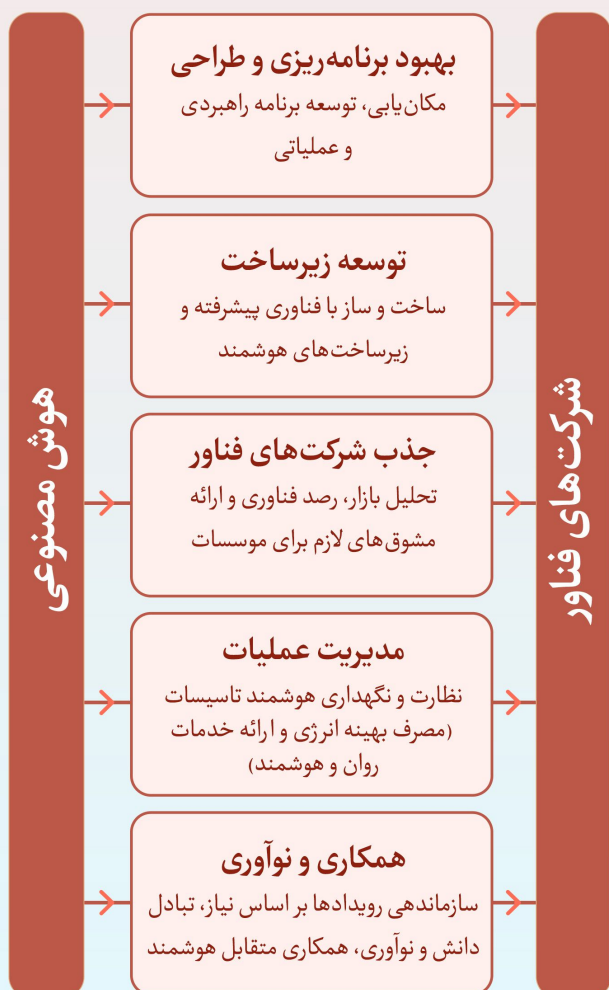 هوش مصنوعی
بهبود برنامه‌ریزی و طراحی
مکان‌یابی، توسعه برنامه راهبردی
و عملیاتی
توسعه زیرساخت
ساخت و ساز با فناوری پیشرفته و
زیرساخت‌های هوشمند
جذب شرکت‌های فناور
تحلیل بازار، رصد فناوری و ارائه
مشوق‌های لازم برای موسسات
مدیریت عملیات
نظارت و نگهداری هوشمند تاسیسات
(مصرف بهینه انرژی و ارائه خدمات
روان و هوشمند)
همکاری و نوآوری
سازماندهی رویدادها بر اساس نیاز، تبادل
دانش و نوآوری، همکاری متقابل هوشمند
شرکت‌های فناور